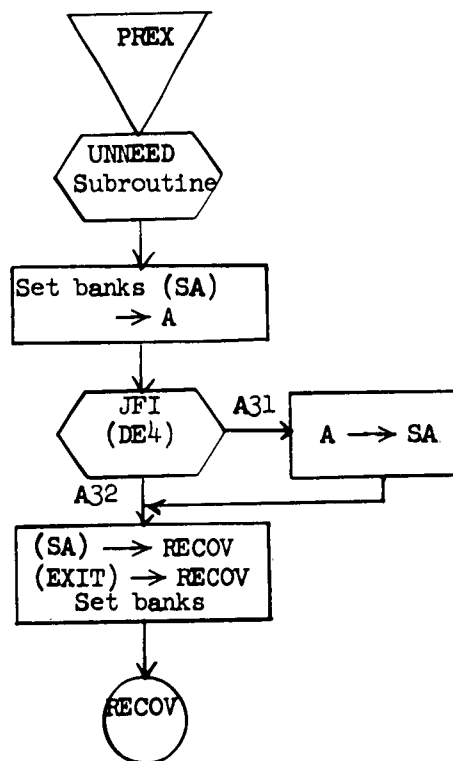 PREX
UNNEED
Subroutine
Set banks (SA)
→ A
JFI
(DE4)
A31
A → SA
A32
(SA) → RECOV
(EXIT) → RECOV
Set banks
RECOV